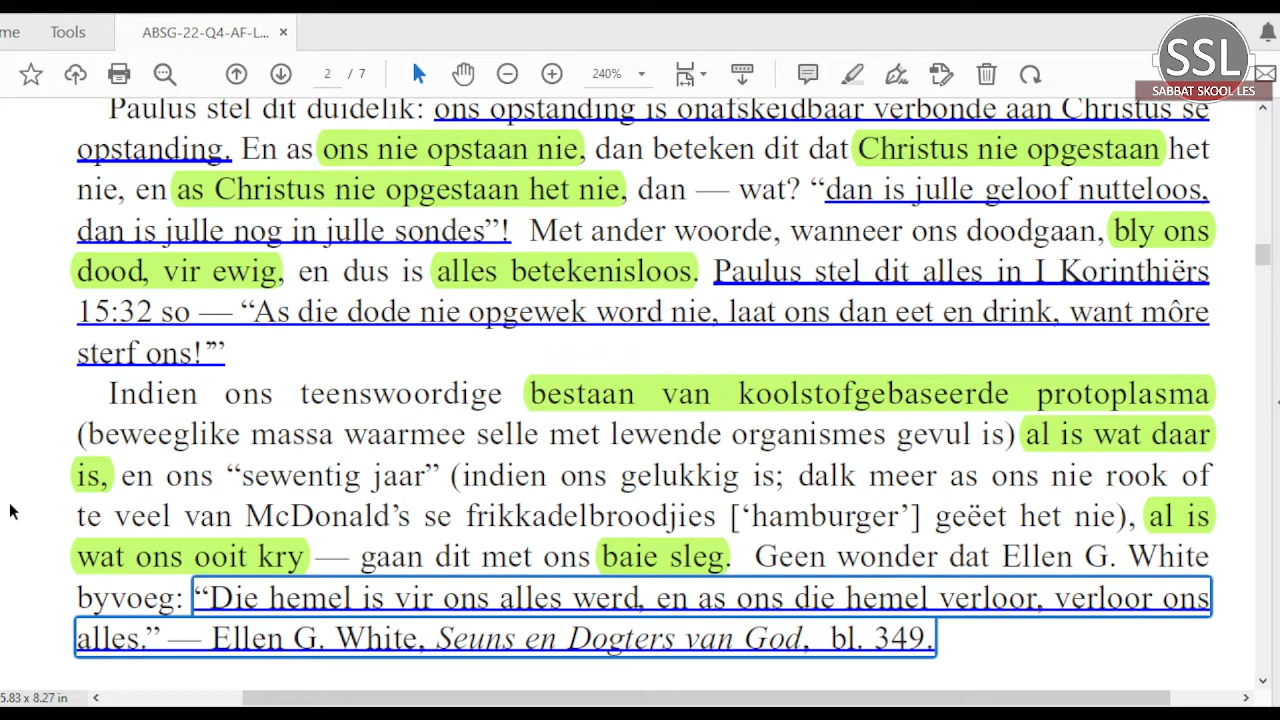 me Tools ABSG-22-Q4-AF-L... ×
2 / 7 240%
SSL
SABBAT SKOOL LES
Paulus stel dit duidelik: ons opstanding is onafskeidbaar verbonde aan Christus se
opstanding. En as ons nie opstaan nie, dan beteken dit dat Christus nie opgestaan het
nie, en as Christus nie opgestaan het nie, dan — wat? “dan is julle geloof nutteloos,
dan is julle nog in julle sondes”! Met ander woorde, wanneer ons doodgaan, bly ons
dood, vir ewig, en dus is alles betekenisloos. Paulus stel dit alles in I Korinthiërs
15:32 so — “As die dode nie opgewek word nie, laat ons dan eet en drink, want môre
sterf ons!’”
Indien ons teenswoordige bestaan van koolstofgebaseerde protoplasma
(beweeglike massa waarmee selle met lewende organismes gevul is) al is wat daar
is, en ons “sewentig jaar” (indien ons gelukkig is; dalk meer as ons nie rook of
te veel van McDonald’s se frikkadelbroodjies [‘hamburger’] geëet het nie), al is
wat ons ooit kry — gaan dit met ons baie sleg. Geen wonder dat Ellen G. White
byvoeg: “Die hemel is vir ons alles werd, en as ons die hemel verloor, verloor ons
alles.” — Ellen G. White, Seuns en Dogters van God, bl. 349.
5.83 x 8.27 in